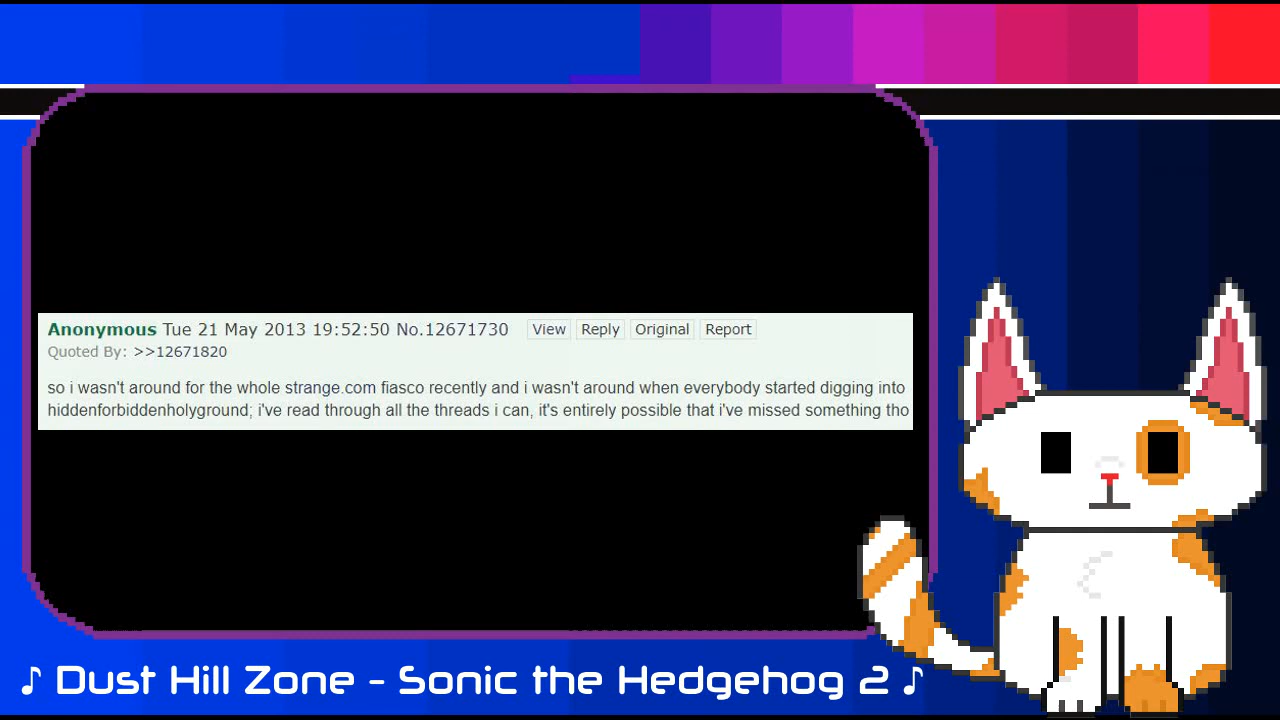 Anonymous Tue 21 May 2013 19:52:50 No.12671730 View Reply Original Report
Quoted By: >>12671820
so i wasn't around for the whole strange.com fiasco recently and i wasn't around when everybody started digging into
hiddenforbiddenholyground; i've read through all the threads i can, it's entirely possible that i've missed something tho
♪ Dust Hill Zone - Sonic the Hedgehog 2 ♪